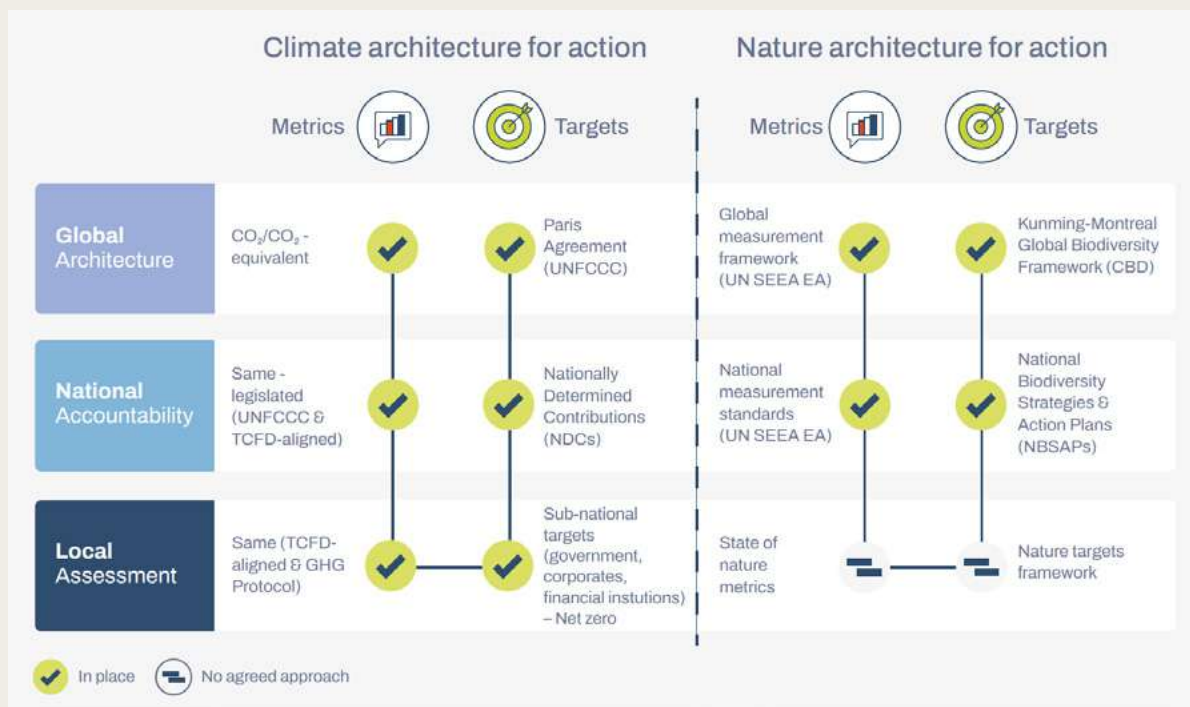 Climate architecture for action
Nature architecture for action
Metrics
Targets
Metrics
Targets
Global
Architecture
CO₂/CO₂ -
equivalent
Paris
Agreement
(UNFCCC)
Global
measurement
framework
(UN SEEA EA)
Kunming-Montreal
Global Biodiversity
Framework (CBD)
National
Accountability
Same -
legislated
(UNFCCC &
TCFD-aligned)
Nationally
Determined
Contributions
(NDCs)
National
measurement
standards
(UN SEEA EA)
National
Biodiversity
Strategies &
Action Plans
(NBSAPs)
Local
Assessment
Same (TCFD-
aligned & GHG
Protocol)
Sub-national
targets
(government,
corporates,
financial instutions)
– Net zero
State of
nature
metrics
Nature targets
framework
In place
No agreed approach